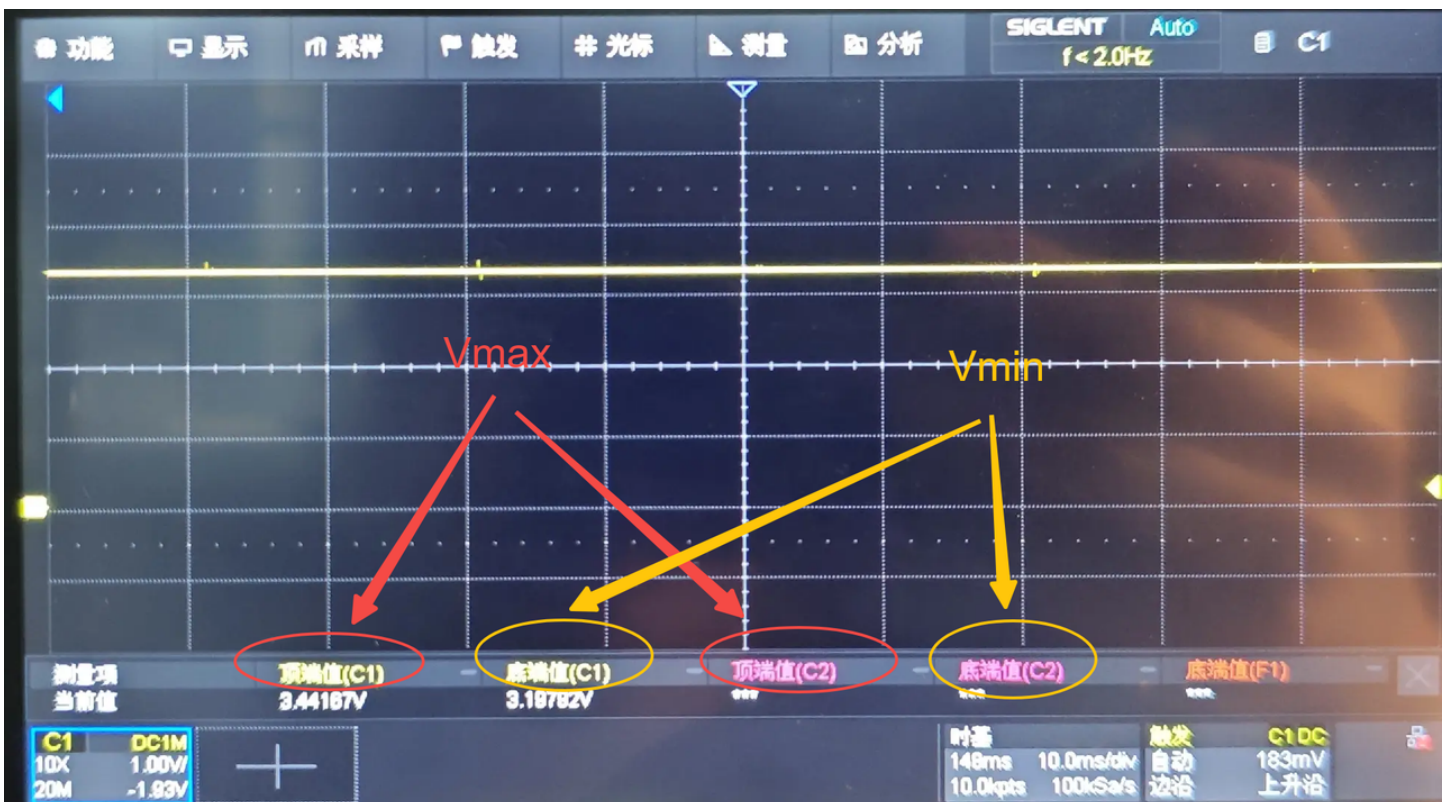 功能 显示 采样 触发 光标 测量 分析 SIGLENT Auto C1
f < 2.0Hz
Vmax Vmin
测量项 顶端值(C1) 底端值(C1) 顶端值(C2) 底端值(C2) 底端值(F1)
当前值 3.44167V 3.19792V *** *** ***
C1 DC1M 时基 触发 C1 DC
10X 1.00V/ 148ms 10.0ms/div 自动 183mV
20M -1.93V 10.0kpts 100kSa/s 边沿 上升沿